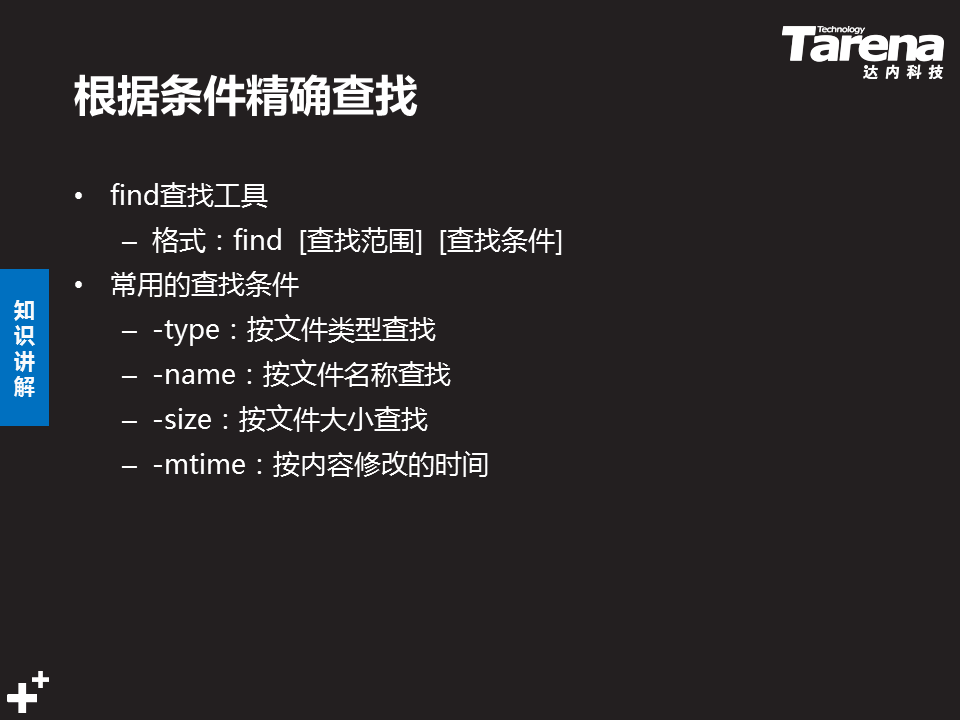 Technology
Tarena
达内科技
根据条件精确查找
• find查找工具
– 格式：find [查找范围] [查找条件]
• 常用的查找条件
– -type：按文件类型查找
– -name：按文件名称查找
– -size：按文件大小查找
– -mtime：按内容修改的时间
知识讲解